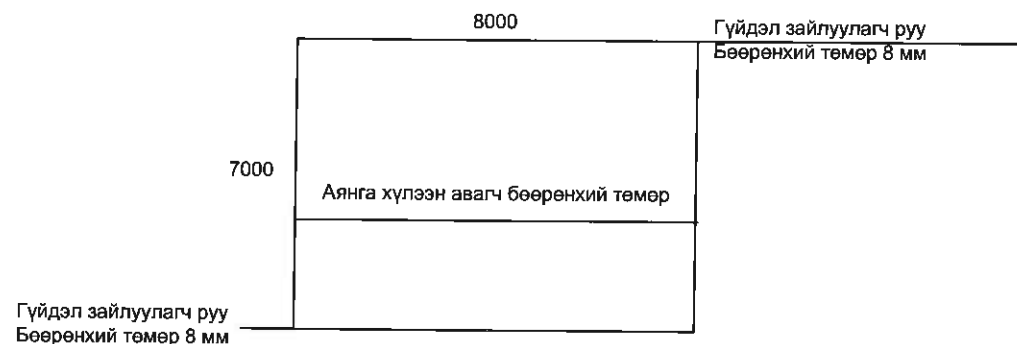 8000
Гүйдэл зайлуулагч руу
Бөөрөнхий төмөр 8 мм
7000
Аянга хүлээн авагч бөөрөнхий төмөр
Гүйдэл зайлуулагч руу
Бөөрөнхий төмөр 8 мм